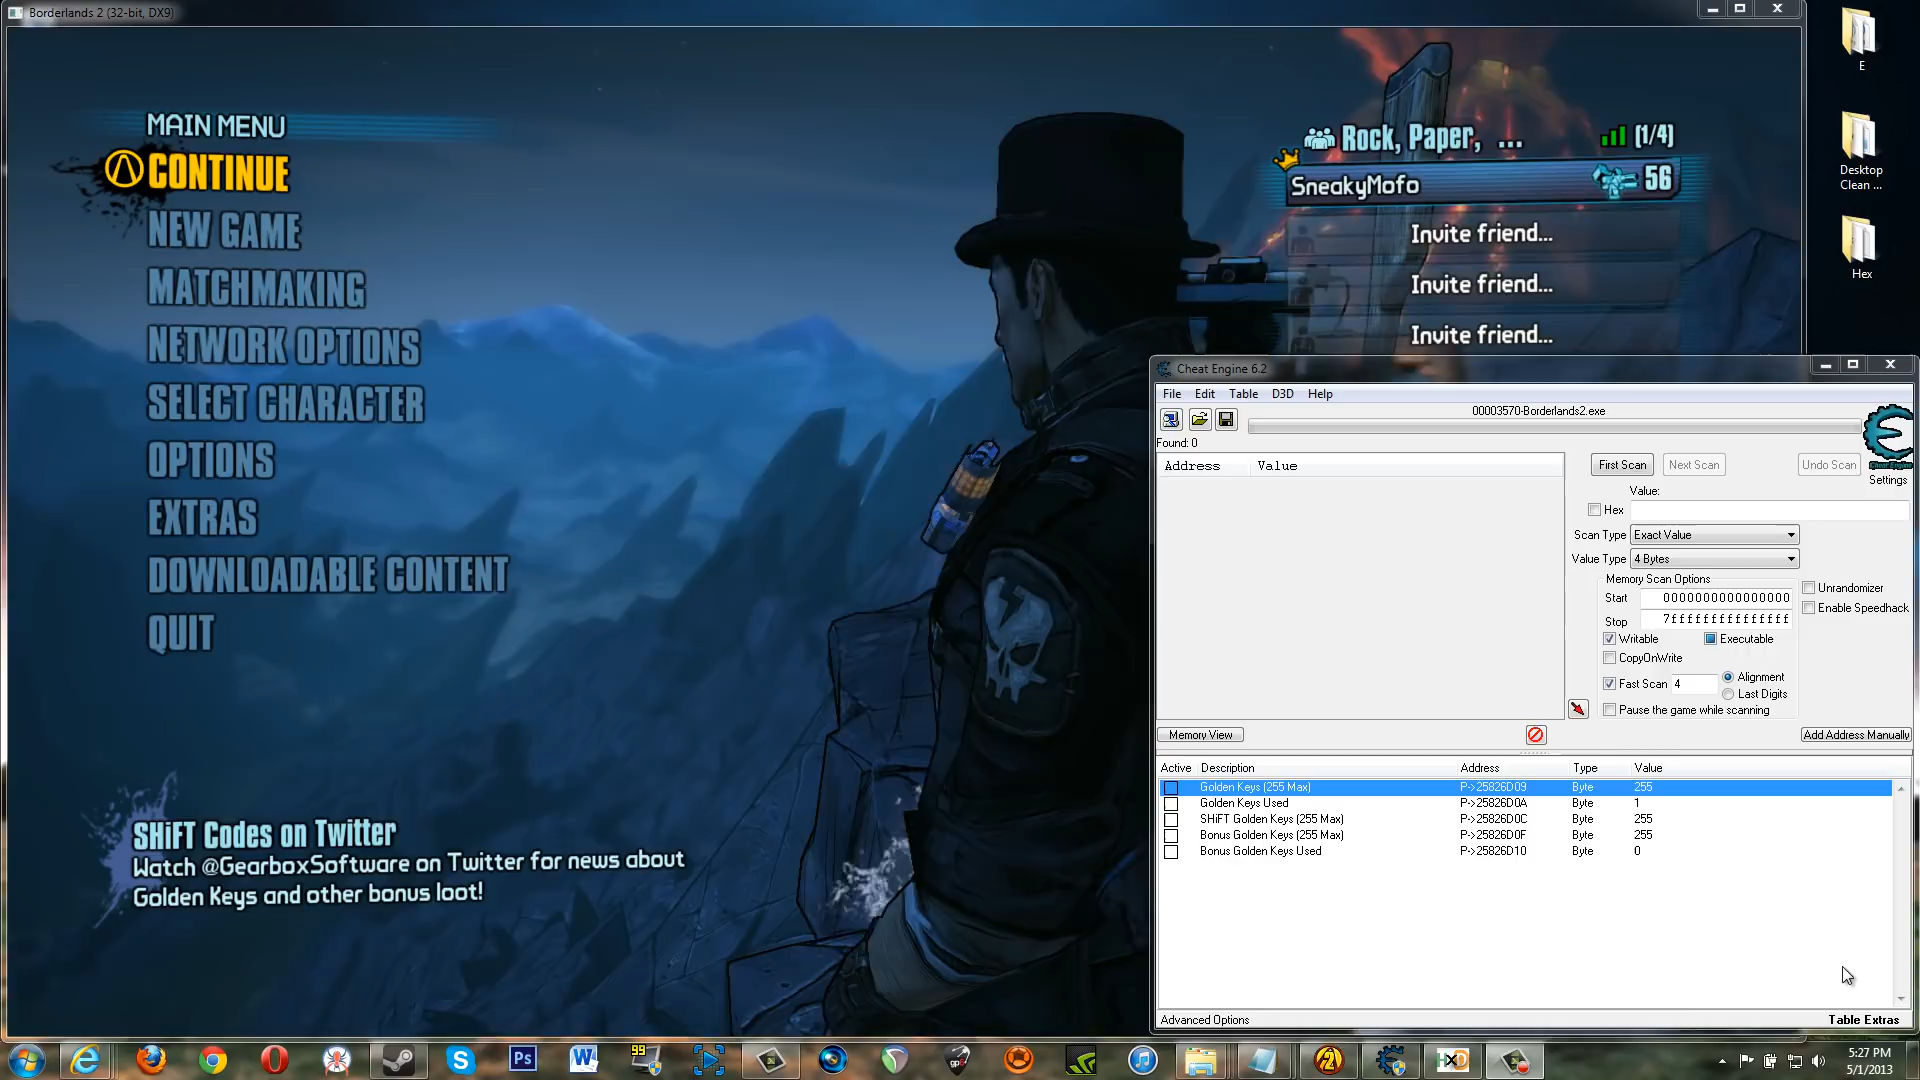 Borderlands 2 (32-bit, DX9)
MAIN MENU
CONTINUE
NEW GAME
MATCHMAKING
NETWORK OPTIONS
SELECT CHARACTER
OPTIONS
EXTRAS
DOWNLOADABLE CONTENT
QUIT
SHiFT Codes on Twitter
Watch @GearboxSoftware on Twitter for news about
Golden Keys and other bonus loot!
Rock, Paper, ... (1/4)
SneakyMofo 56
Invite friend...
Invite friend...
Invite friend...
E
Desktop
Clean ...
Hex
Cheat Engine 6.2
File Edit Table D3D Help
00003570-Borderlands2.exe
Found: 0
Address Value
First Scan Next Scan Undo Scan
Cheat Engine
Settings
Value:
Hex
Scan Type Exact Value
Value Type 4 Bytes
Memory Scan Options
Start 0000000000000000
Stop 7fffffffffffffff
Writable Executable
CopyOnWrite
Fast Scan 4 Alignment
Last Digits
Pause the game while scanning
Unrandomizer
Enable Speedhack
Memory View Add Address Manually
Active Description Address Type Value
Golden Keys (255 Max) P->25826D09 Byte 255
Golden Keys Used P->25826D0A Byte 1
SHiFT Golden Keys (255 Max) P->25826D0C Byte 255
Bonus Golden Keys (255 Max) P->25826D0F Byte 255
Bonus Golden Keys Used P->25826D10 Byte 0
Advanced Options Table Extras
Ps
99
gp6
HXD
5:27 PM
5/1/2013